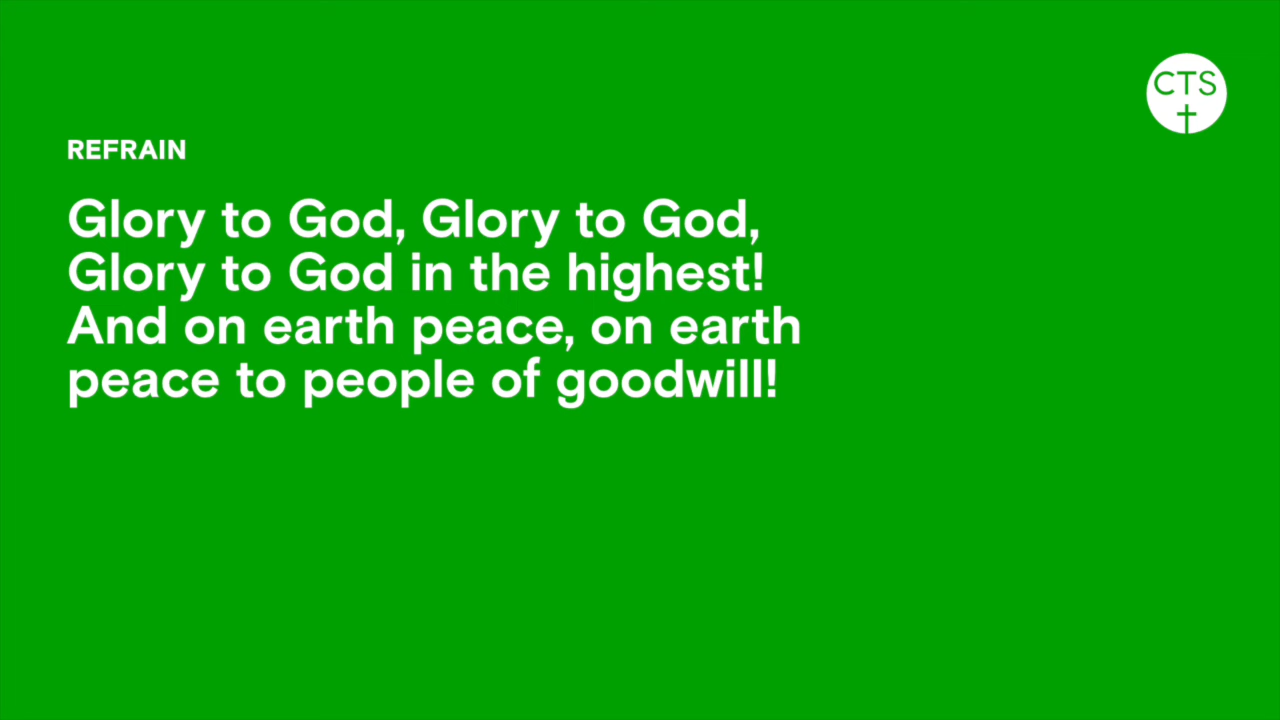 CTS
REFRAIN
Glory to God, Glory to God,
Glory to God in the highest!
And on earth peace, on earth
peace to people of goodwill!